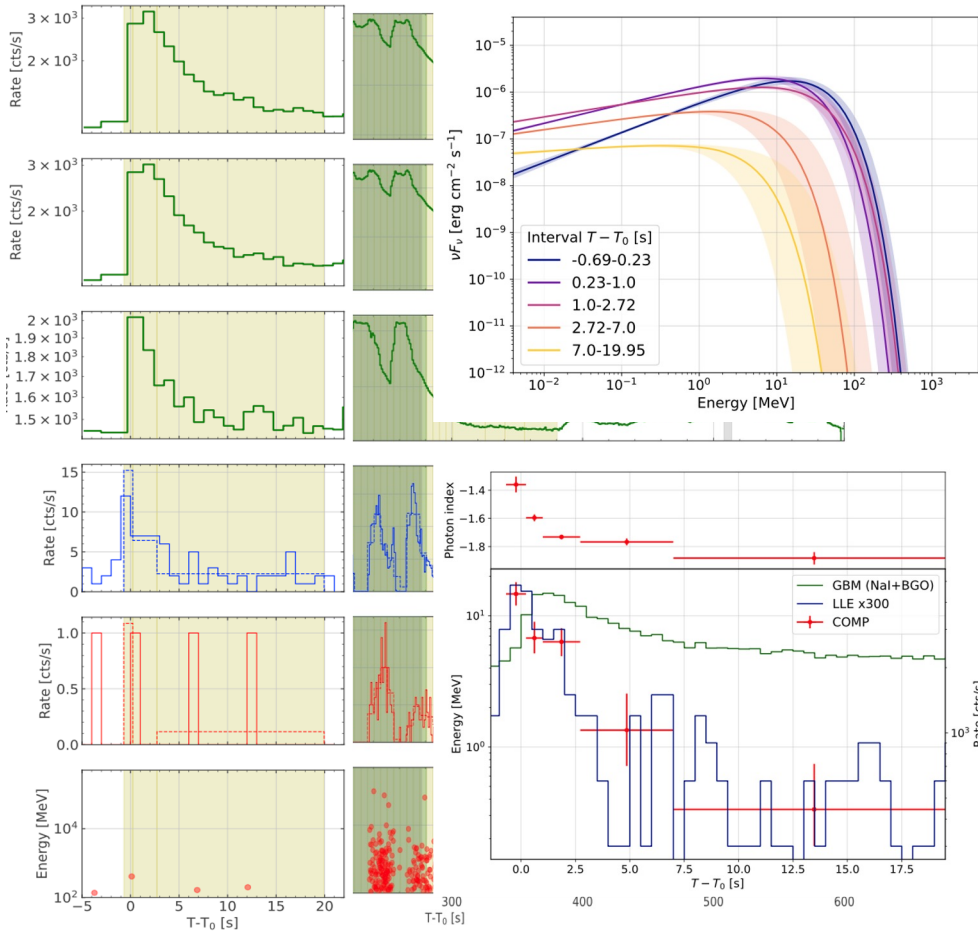 3 × 10³
2 × 10³
Rate [cts/s]
3 × 10³
2 × 10³
Rate [cts/s]
2 × 10³
1.9 × 10³
1.8 × 10³
1.7 × 10³
1.6 × 10³
1.5 × 10³
15
10
5
0
Rate [cts/s]
1.0
0.5
0.0
Rate [cts/s]
10⁴
10²
Energy [MeV]
−5 0 5 10 15 20
T-T₀ [s]
300 400 500 600
T-T₀ [s]
10⁻⁵
10⁻⁶
10⁻⁷
10⁻⁸
10⁻⁹
10⁻¹⁰
10⁻¹¹
10⁻¹²
νFν [erg cm⁻² s⁻¹]
Interval T − T₀ [s]
-0.69-0.23
0.23-1.0
1.0-2.72
2.72-7.0
7.0-19.95
10⁻² 10⁻¹ 10⁰ 10¹ 10² 10³
Energy [MeV]
−1.4
−1.6
−1.8
Photon index
GBM (NaI+BGO)
LLE x300
COMP
10¹
10⁰
Energy [MeV]
10³
Rate [cts/s]
0.0 2.5 5.0 7.5 10.0 12.5 15.0 17.5
T − T₀ [s]